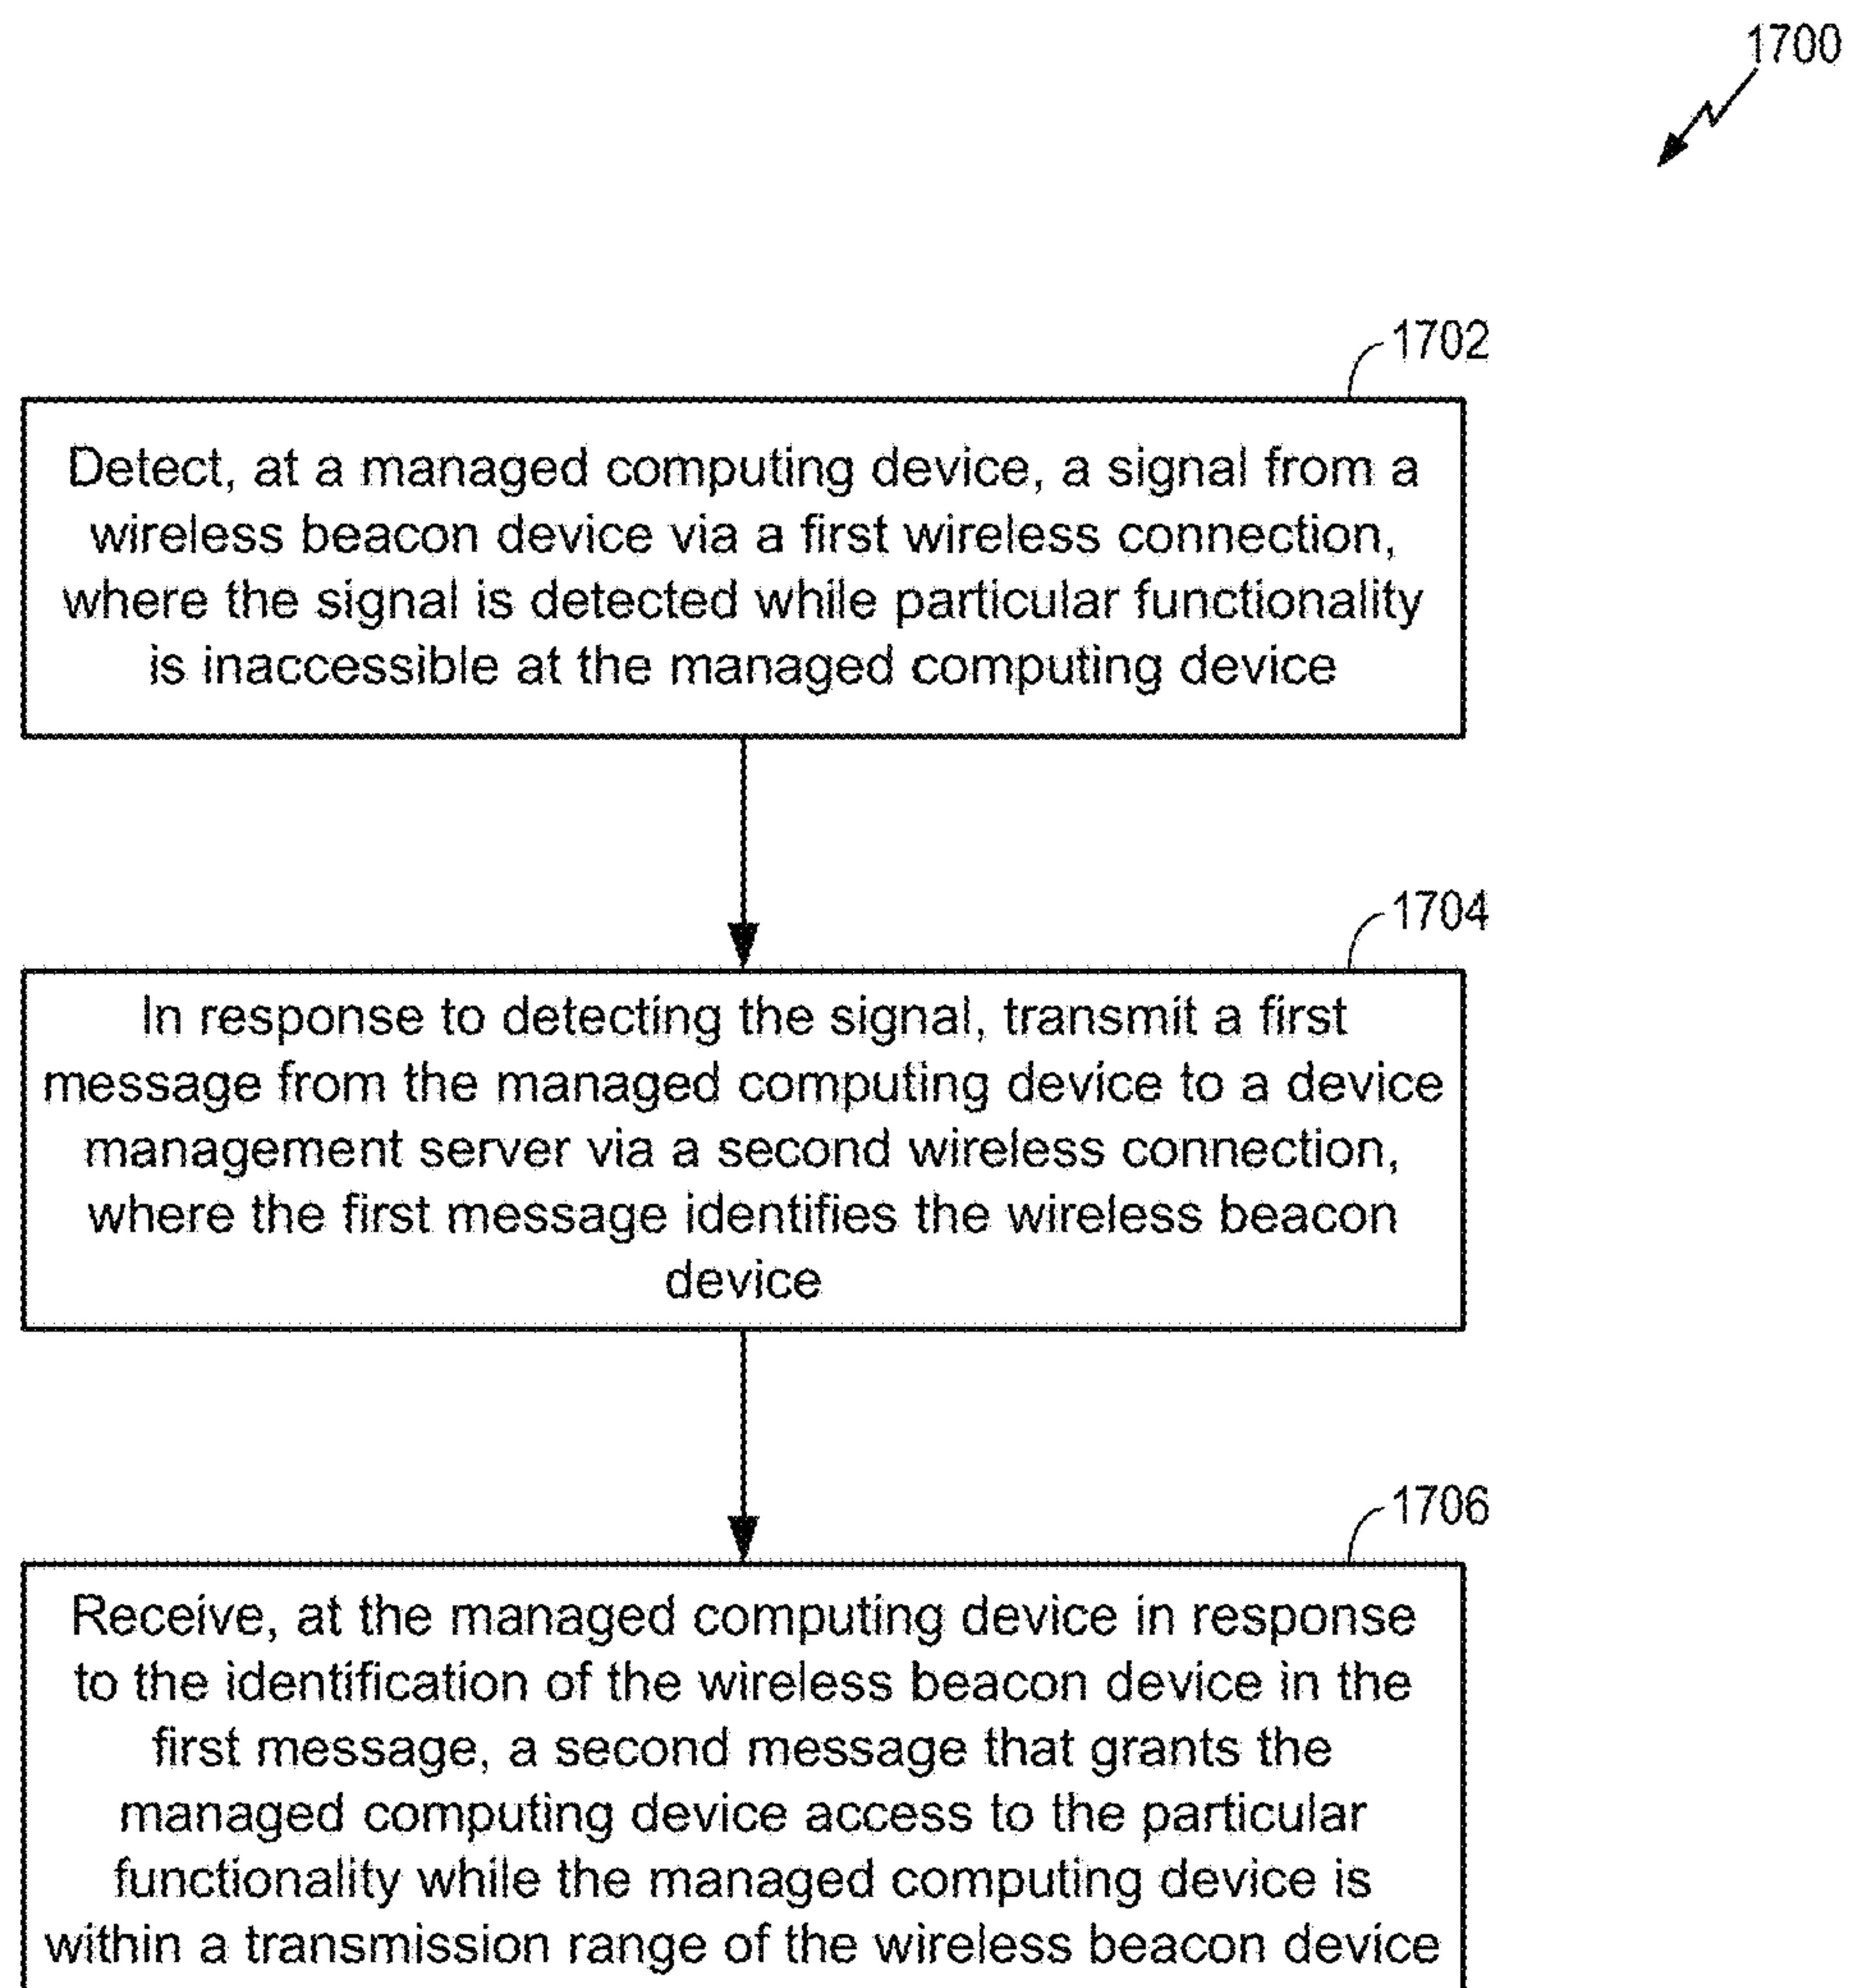 1700
1702
Detect, at a managed computing device, a signal from a
wireless beacon device via a first wireless connection,
where the signal is detected while particular functionality
is inaccessible at the managed computing device
1704
In response to detecting the signal, transmit a first
message from the managed computing device to a device
management server via a second wireless connection,
where the first message identifies the wireless beacon
device
1706
Receive, at the managed computing device in response
to the identification of the wireless beacon device in the
first message, a second message that grants the
managed computing device access to the particular
functionality while the managed computing device is
within a transmission range of the wireless beacon device